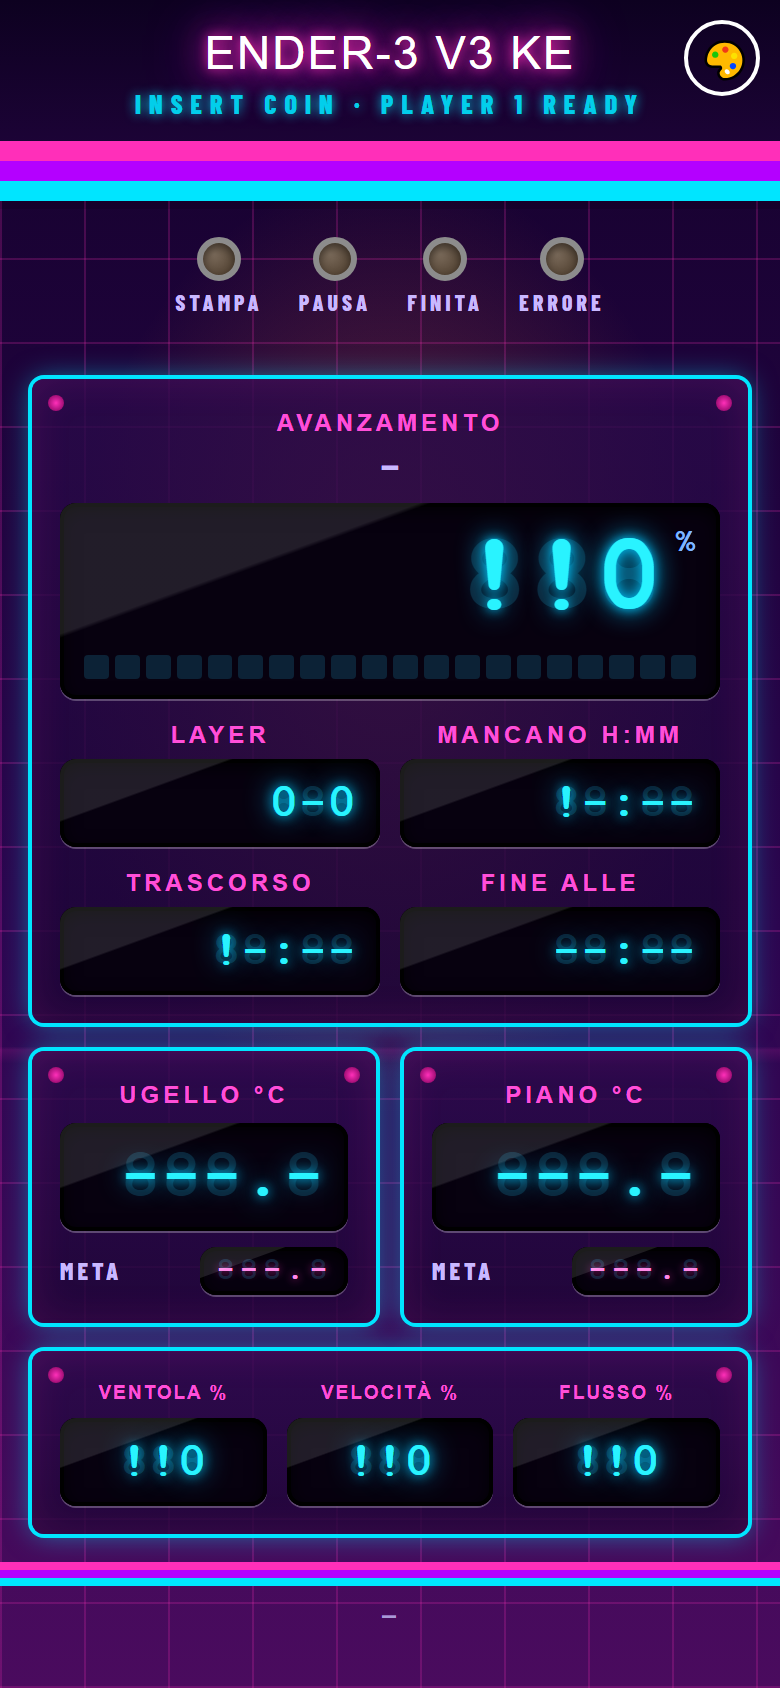 ENDER-3 V3 KE
INSERT COIN · PLAYER 1 READY
STAMPA PAUSA FINITA ERRORE
AVANZAMENTO
—
!!0 %
LAYER MANCANO H:MM
0-0 !-:--
TRASCORSO FINE ALLE
!-:-- --:--
UGELLO °C PIANO °C
---.- ---.-
META ---.- META ---.-
VENTOLA % VELOCITÀ % FLUSSO %
!!0 !!0 !!0
—